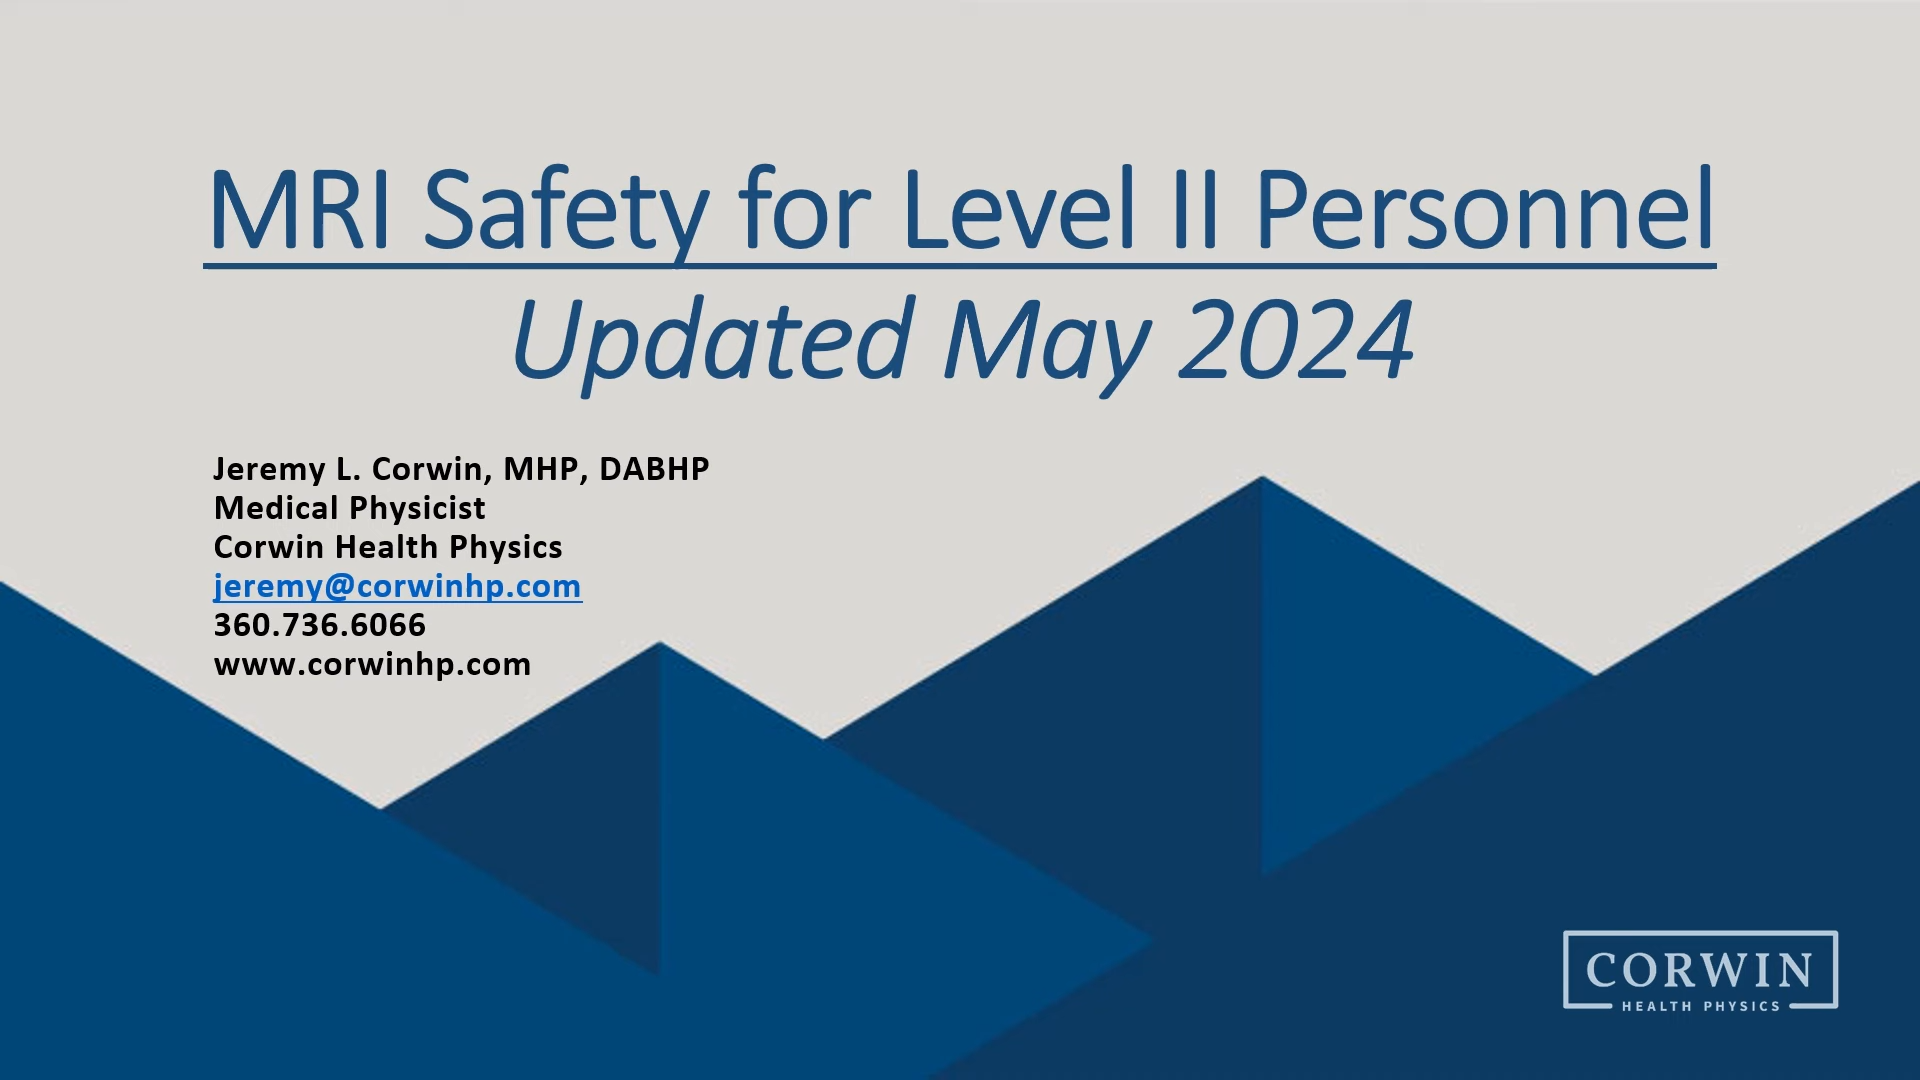 MRI Safety for Level II Personnel
Updated May 2024
Jeremy L. Corwin, MHP, DABHP
Medical Physicist
Corwin Health Physics
jeremy@corwinhp.com
360.736.6066
www.corwinhp.com
CORWIN
HEALTH PHYSICS